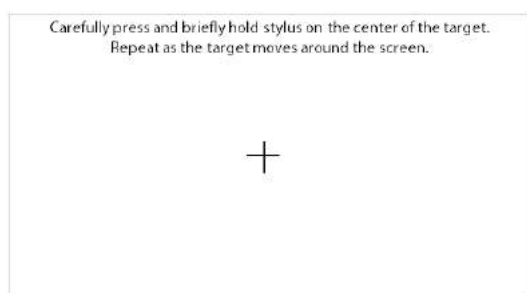 Carefully press and briefly hold stylus on the center of the target.
Repeat as the target moves around the screen.